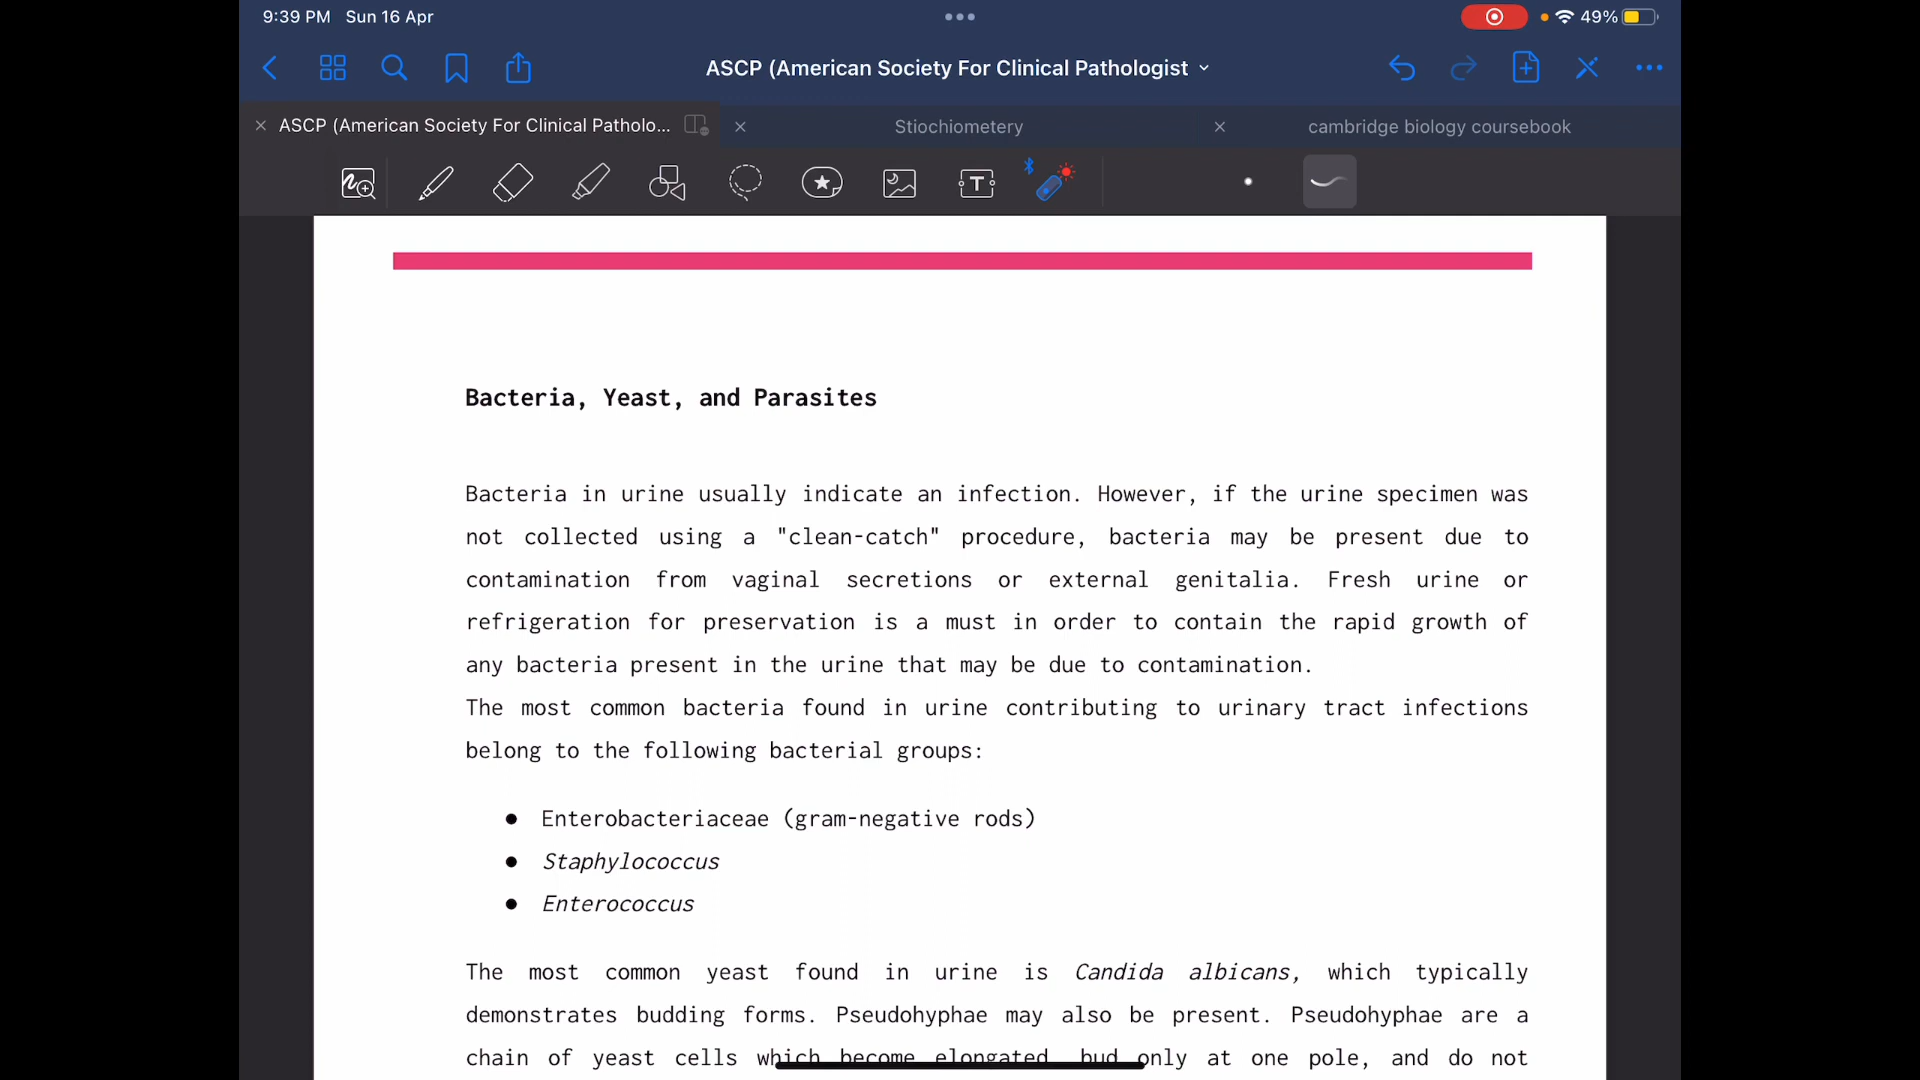 9:39 PM Sun 16 Apr
49%
ASCP (American Society For Clinical Pathologist
ASCP (American Society For Clinical Patholo...
Stiochiometery
cambridge biology coursebook
T
Bacteria, Yeast, and Parasites
Bacteria in urine usually indicate an infection. However, if the urine specimen was
not collected using a "clean-catch" procedure, bacteria may be present due to
contamination from vaginal secretions or external genitalia. Fresh urine or
refrigeration for preservation is a must in order to contain the rapid growth of
any bacteria present in the urine that may be due to contamination.
The most common bacteria found in urine contributing to urinary tract infections
belong to the following bacterial groups:
● Enterobacteriaceae (gram-negative rods)
● Staphylococcus
● Enterococcus
The most common yeast found in urine is Candida albicans, which typically
demonstrates budding forms. Pseudohyphae may also be present. Pseudohyphae are a
chain of yeast cells which become elongated, bud only at one pole, and do not